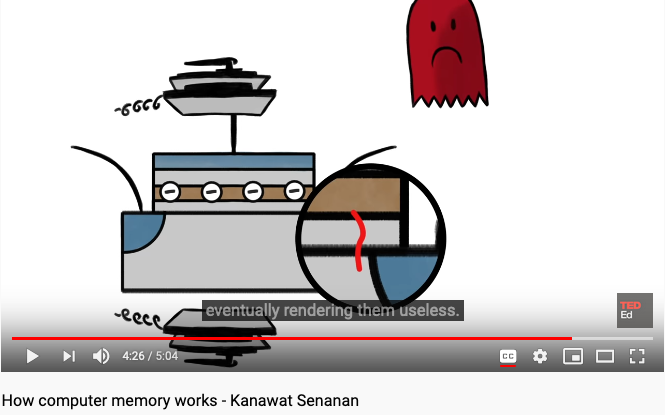 eventually rendering them useless.
TED
Ed
4:26 / 5:04
CC
How computer memory works - Kanawat Senanan